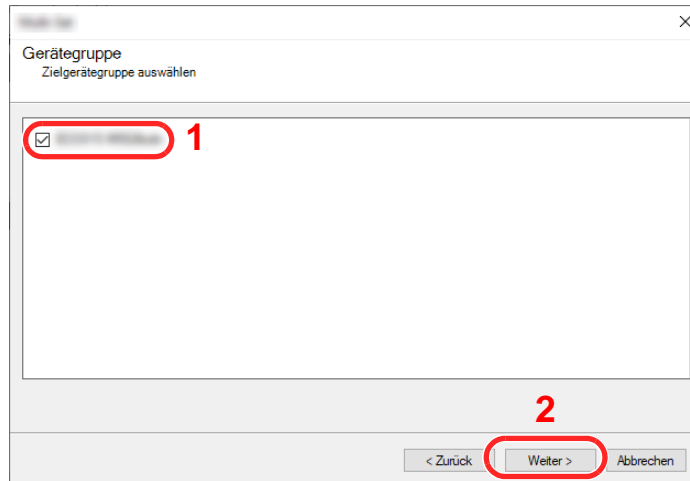 Gerätegruppe
Zielgerätegruppe auswählen
1
2
< Zurück
Weiter >
Abbrechen